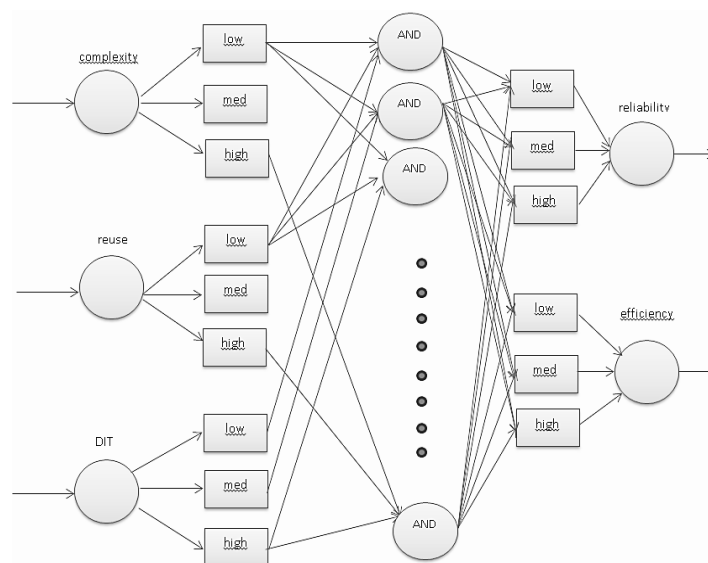 complexity
low
med
high
reuse
low
med
high
DIT
low
med
high
AND
AND
AND
AND
low
med
high
reliability
low
med
high
efficiency